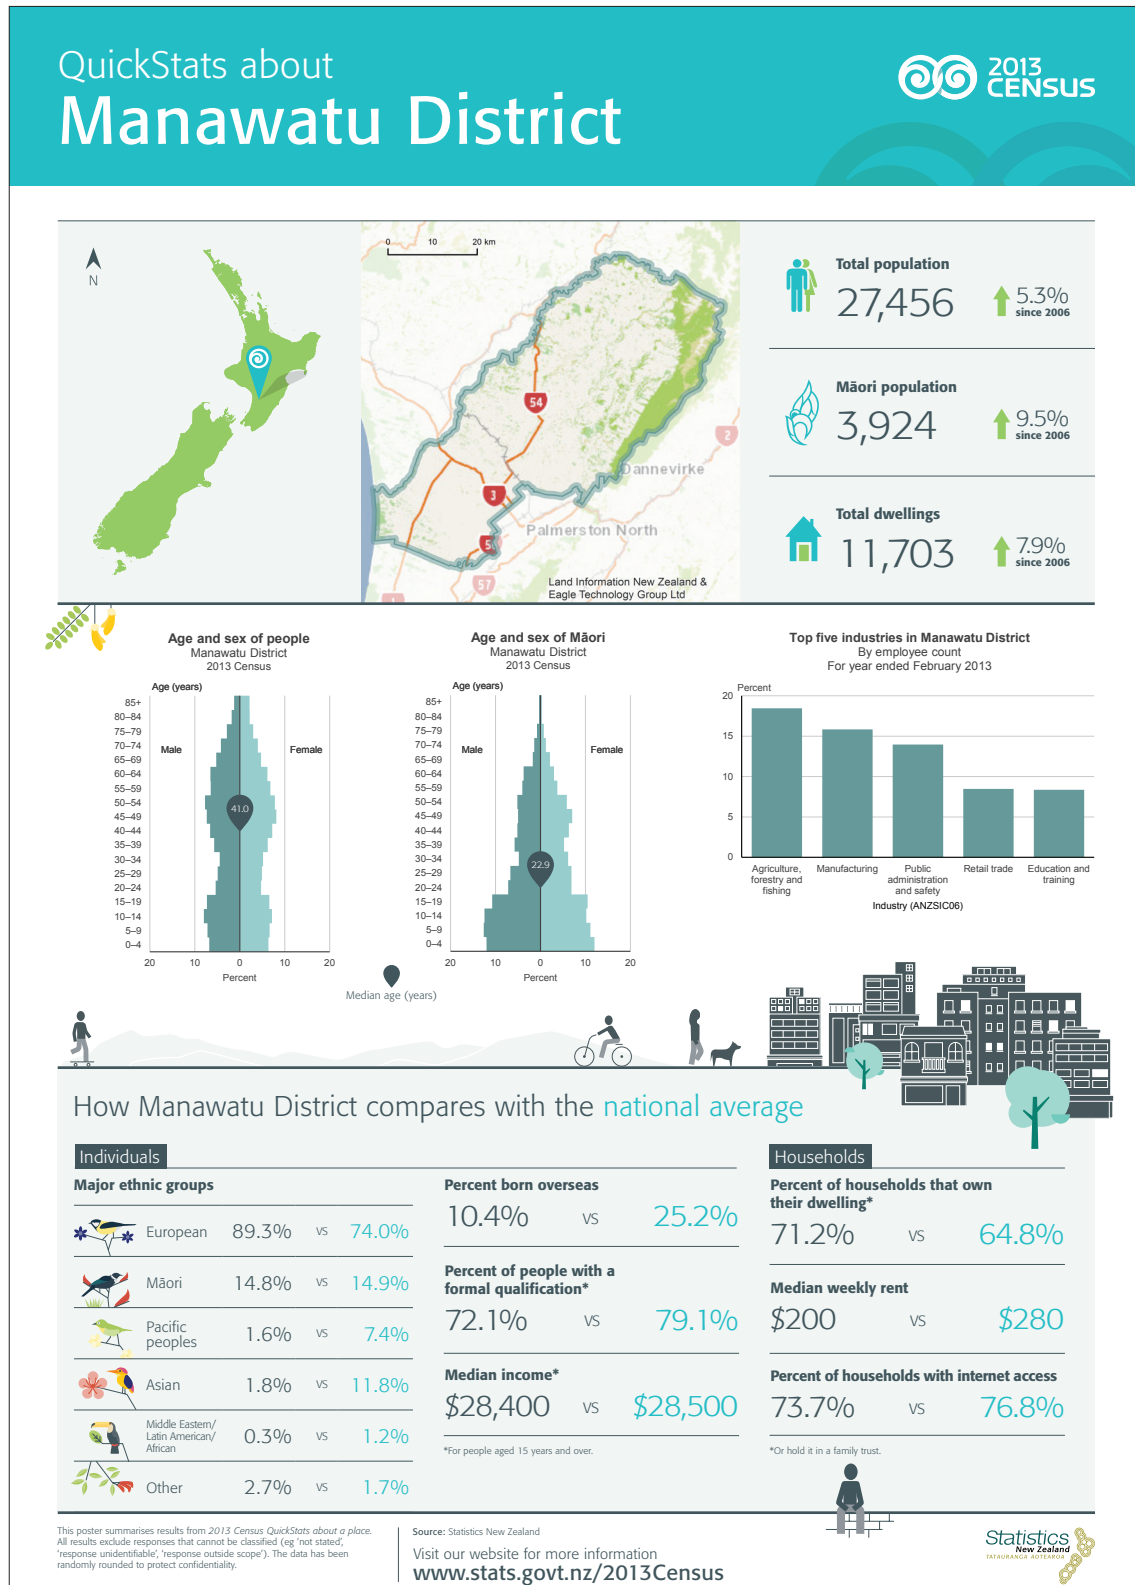 QuickStats about
Manawatu District
2013
CENSUS
N
0 10 20 km
54
3
2
Dannevirke
Palmerston North
57
Land Information New Zealand &
Eagle Technology Group Ltd
Total population
27,456
5.3%
since 2006
Māori population
3,924
9.5%
since 2006
Total dwellings
11,703
7.9%
since 2006
Age and sex of people
Manawatu District
2013 Census
Age (years)
85+
80–84
75–79
70–74
65–69
60–64
55–59
50–54
45–49
40–44
35–39
30–34
25–29
20–24
15–19
10–14
5–9
0–4
Male
Female
41.0
20 10 0 10 20
Percent
Age and sex of Māori
Manawatu District
2013 Census
Age (years)
85+
80–84
75–79
70–74
65–69
60–64
55–59
50–54
45–49
40–44
35–39
30–34
25–29
20–24
15–19
10–14
5–9
0–4
Male
Female
22.9
20 10 0 10 20
Percent
Median age (years)
Top five industries in Manawatu District
By employee count
For year ended February 2013
Percent
20
15
10
5
0
Agriculture,
forestry and
fishing
Manufacturing
Public
administration
and safety
Retail trade
Education and
training
Industry (ANZSIC06)
How Manawatu District compares with the national average
Individuals
Major ethnic groups
European 89.3% vs 74.0%
Māori 14.8% vs 14.9%
Pacific
peoples
1.6% vs 7.4%
Asian 1.8% vs 11.8%
Middle Eastern/
Latin American/
African
0.3% vs 1.2%
Other 2.7% vs 1.7%
Percent born overseas
10.4% vs 25.2%
Percent of people with a
formal qualification*
72.1% vs 79.1%
Median income*
$28,400 vs $28,500
*For people aged 15 years and over.
Households
Percent of households that own
their dwelling*
71.2% vs 64.8%
Median weekly rent
$200 vs $280
Percent of households with internet access
73.7% vs 76.8%
*Or hold it in a family trust.
This poster summarises results from 2013 Census QuickStats about a place.
All results exclude responses that cannot be classified (eg 'not stated',
'response unidentifiable', 'response outside scope'). The data has been
randomly rounded to protect confidentiality.
Source: Statistics New Zealand
Visit our website for more information
www.stats.govt.nz/2013Census
Statistics
New Zealand
TATAURANGA AOTEAROA